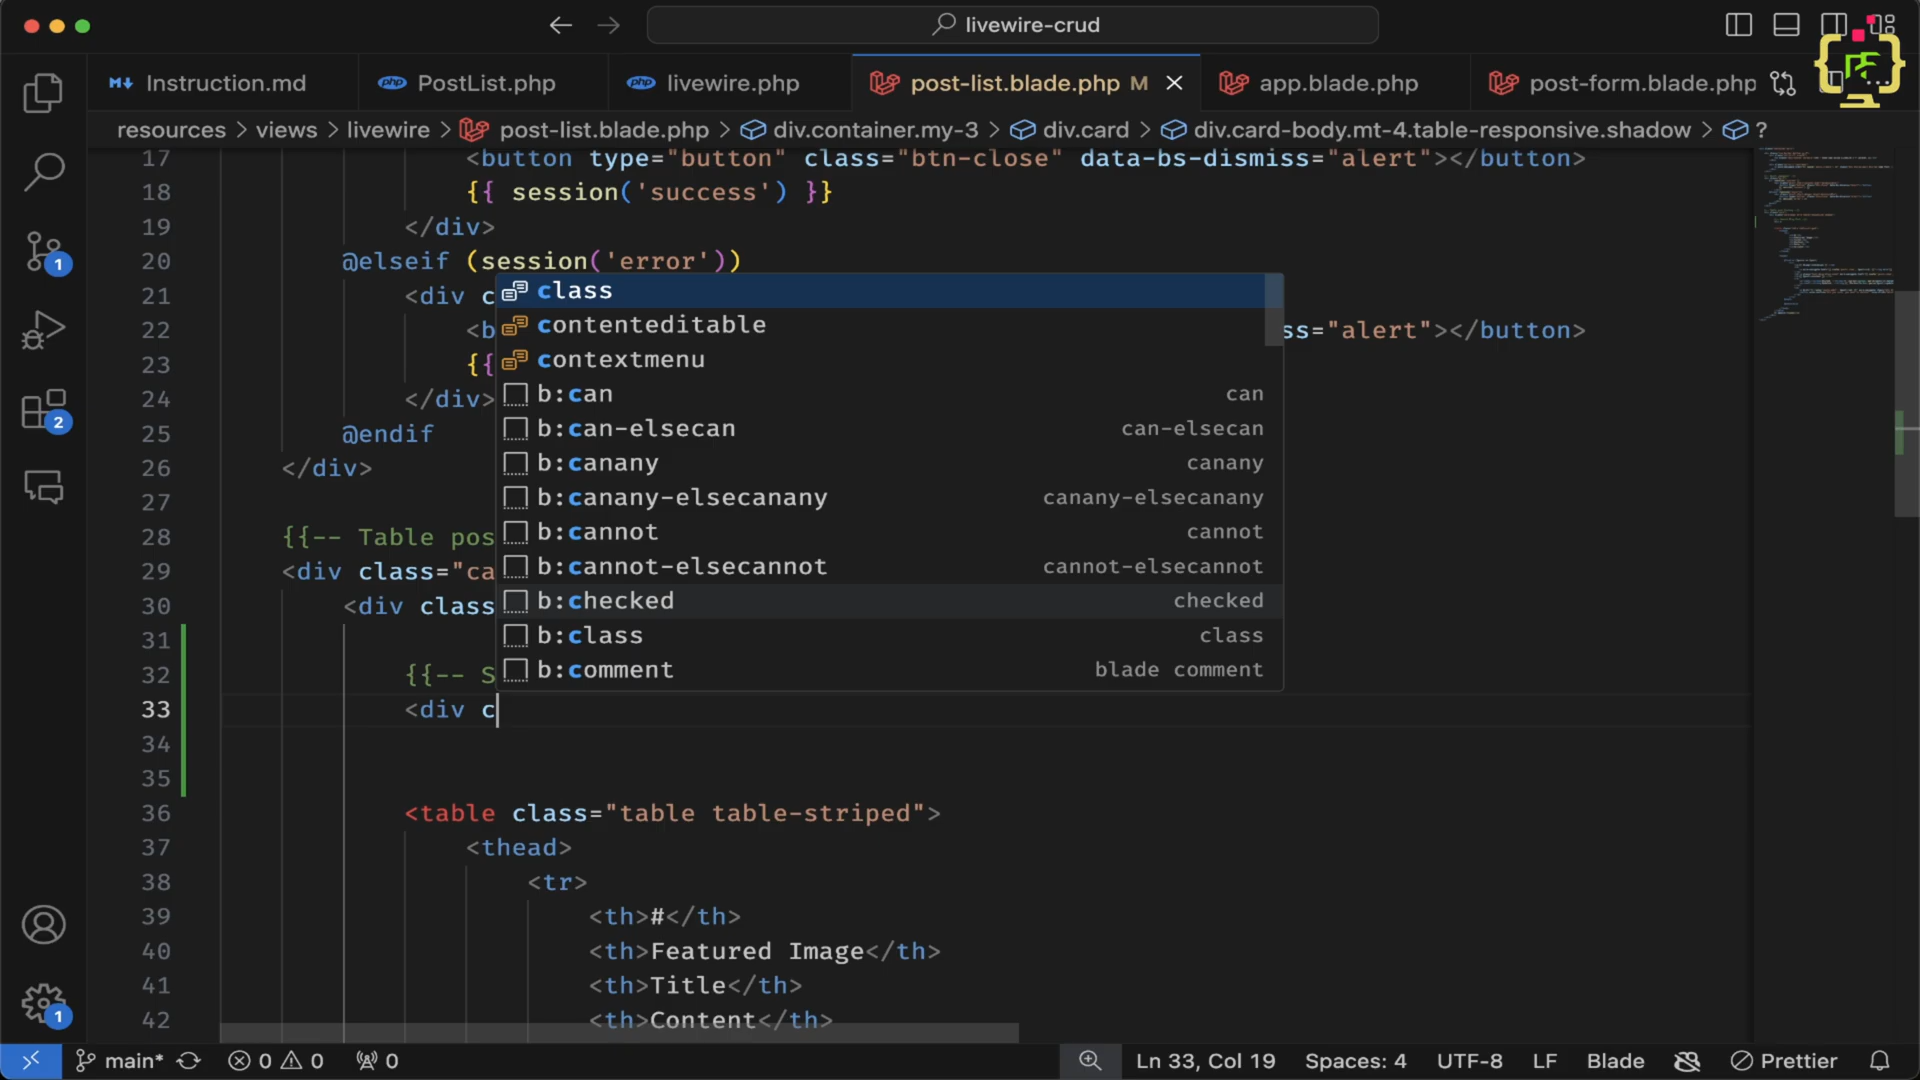 livewire-crud
Instruction.md
PostList.php
livewire.php
post-list.blade.php M
app.blade.php
post-form.blade.php
resources > views > livewire > post-list.blade.php > div.container.my-3 > div.card > div.card-body.mt-4.table-responsive.shadow > ?
17 <button type="button" class="btn-close" data-bs-dismiss="alert"></button>
18 {{ session('success') }}
19 </div>
20 @elseif (session('error'))
21 <div c
class
contenteditable
22 <b ss="alert"></button>
contextmenu
23 {{
b:can can
24 </div>
b:can-elsecan can-elsecan
25 @endif
b:canany canany
26 </div>
b:canany-elsecanany canany-elsecanany
27
b:cannot cannot
28 {{-- Table pos
b:cannot-elsecannot cannot-elsecannot
29 <div class="ca
b:checked checked
30 <div class
b:class class
31
b:comment blade comment
32 {{-- S
33 <div c
34
35
36 <table class="table table-striped">
37 <thead>
38 <tr>
39 <th>#</th>
40 <th>Featured Image</th>
41 <th>Title</th>
42 <th>Content</th>
1
2
1
main* 0 0 0 Ln 33, Col 19 Spaces: 4 UTF-8 LF Blade Prettier